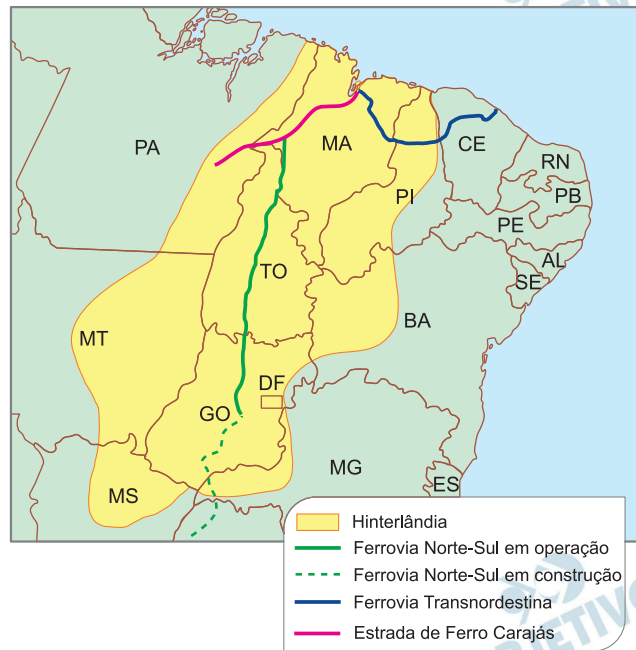 PA
MA
CE
RN
PB
PI
PE
AL
SE
TO
BA
MT
DF
GO
MG
MS
ES
Hinterlândia
Ferrovia Norte-Sul em operação
Ferrovia Norte-Sul em construção
Ferrovia Transnordestina
Estrada de Ferro Carajás
OBJETIVO